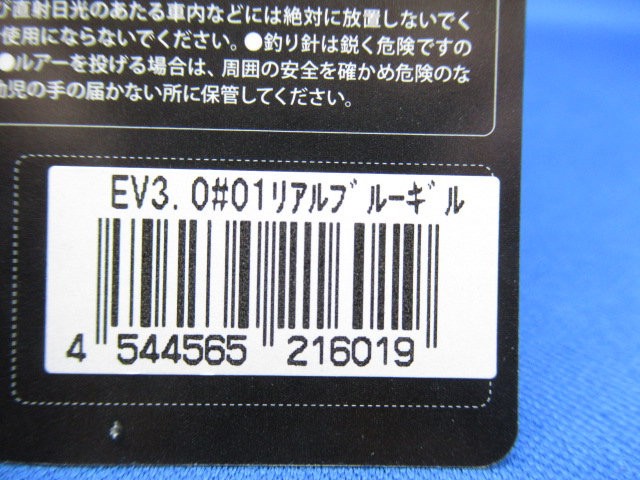 び直射日光のあたる車内などには絶対に放置しないでく
使用にならないでください。●釣り針は鋭く危険ですの
●ルアーを投げる場合は、周囲の安全を確かめ危険のな
幼児の手の届かない所に保管してください。
EV3.0#01ﾘｱﾙﾌﾞﾙｰｷﾞﾙ
4 544565 216019